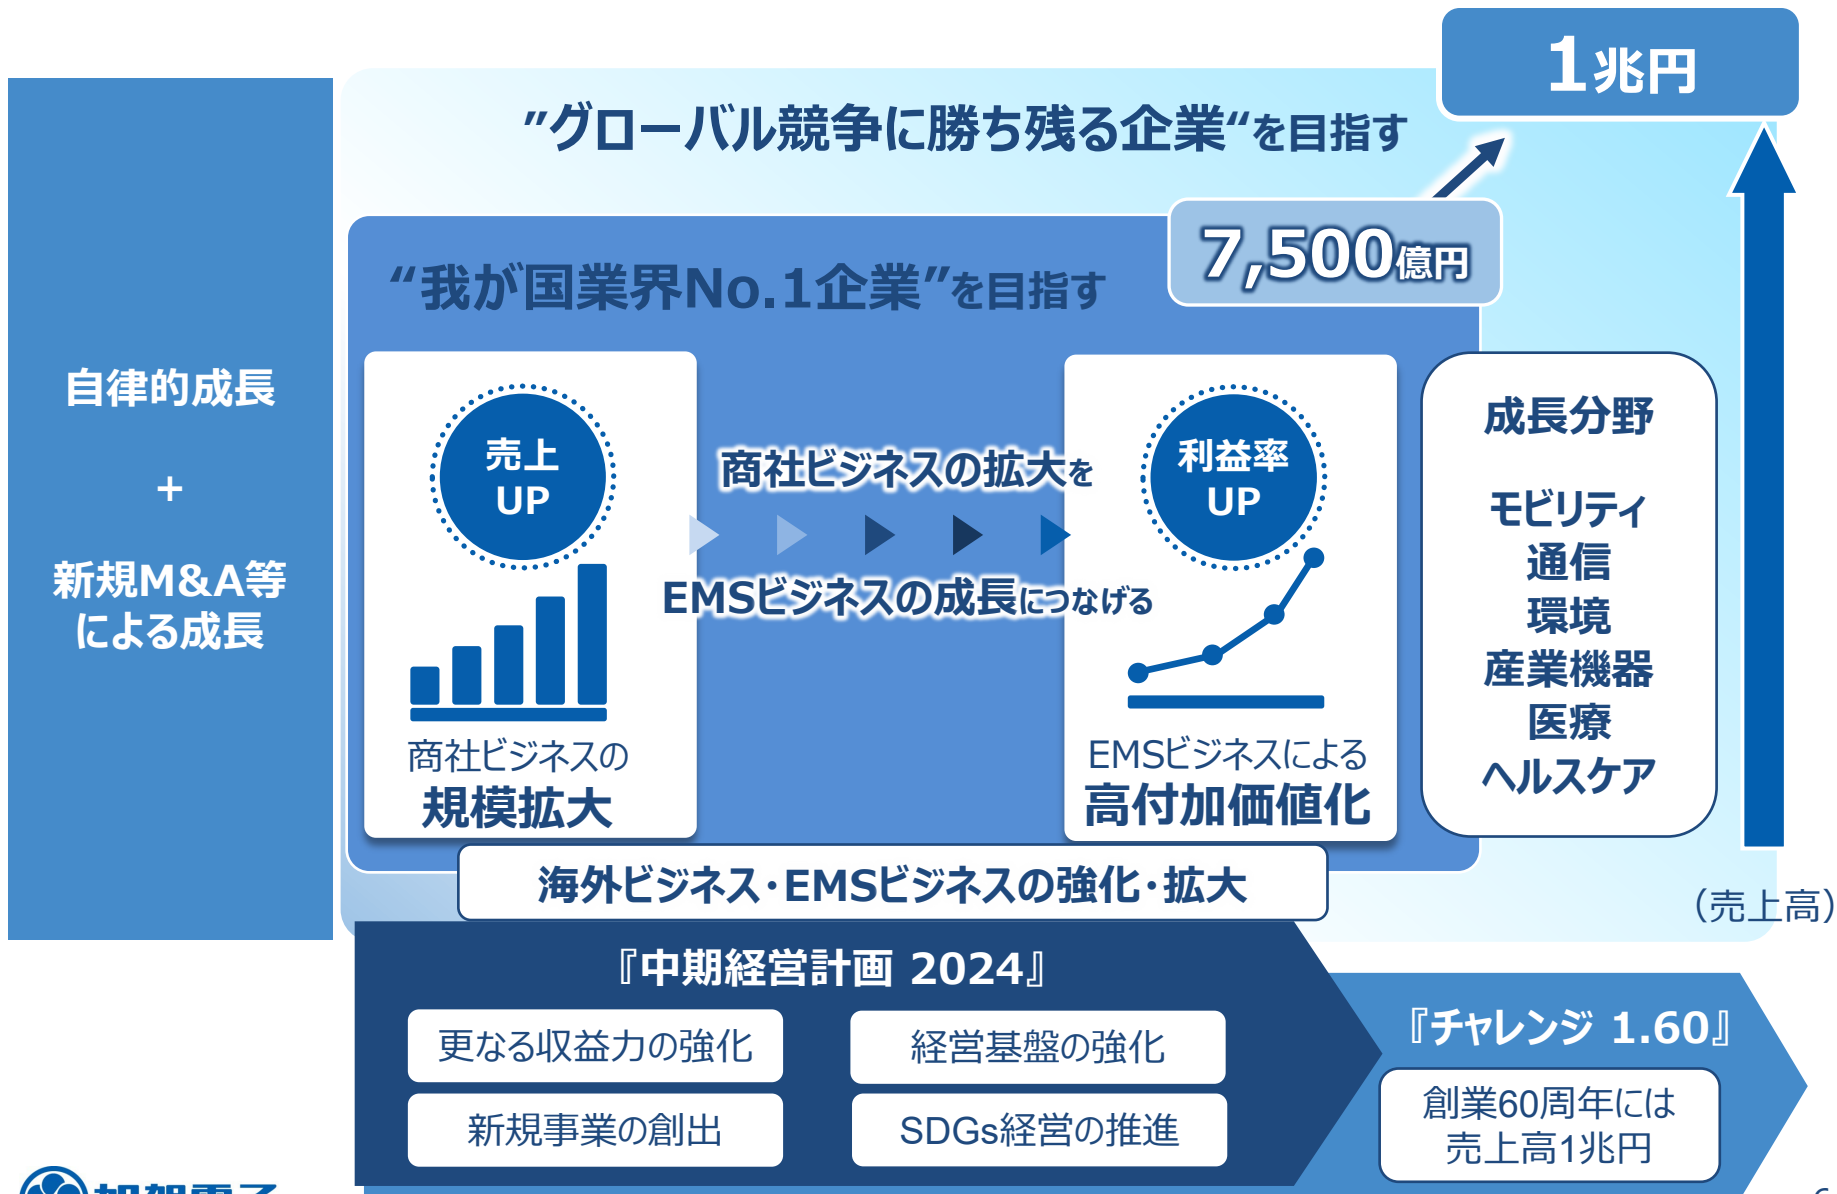 1兆円
”グローバル競争に勝ち残る企業“を目指す
7,500億円
“我が国業界No.1企業”を目指す
自律的成長
+
新規M&A等
による成長
売上
UP
商社ビジネスの
規模拡大
商社ビジネスの拡大を
EMSビジネスの成長につなげる
利益率
UP
EMSビジネスによる
高付加価値化
成長分野
モビリティ
通信
環境
産業機器
医療
ヘルスケア
（売上高）
海外ビジネス・EMSビジネスの強化・拡大
『中期経営計画 2024』
更なる収益力の強化
経営基盤の強化
新規事業の創出
SDGs経営の推進
『チャレンジ 1.60』
創業60周年には
売上高1兆円
加賀電子